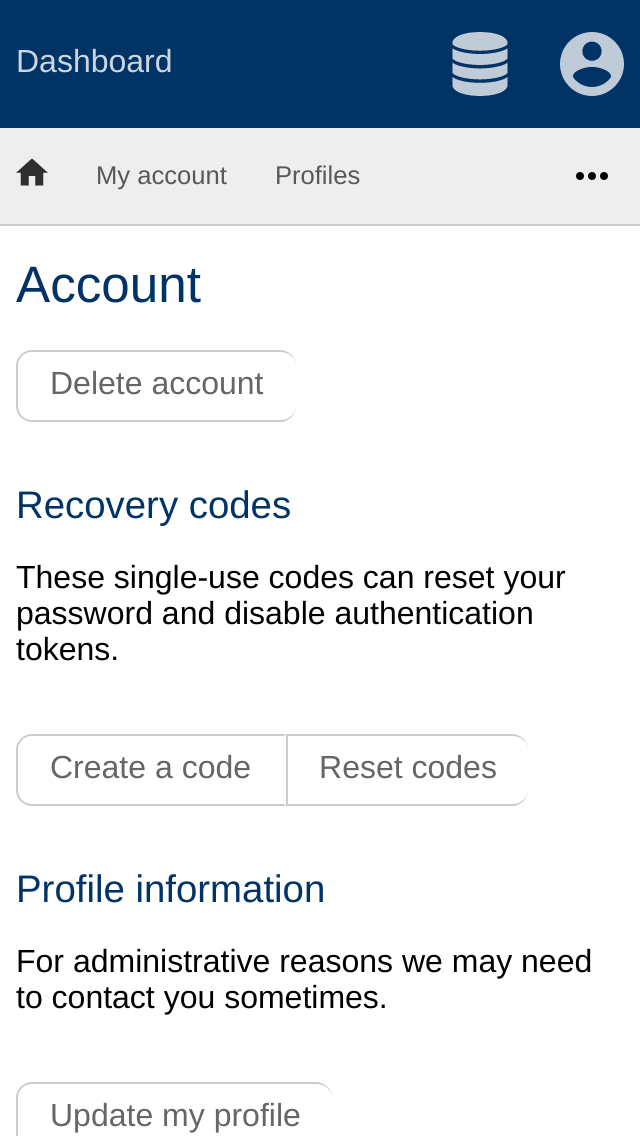 Dashboard
My account Profiles
Account
Delete account
Recovery codes
These single-use codes can reset your
password and disable authentication
tokens.
Create a code Reset codes
Profile information
For administrative reasons we may need
to contact you sometimes.
Update my profile